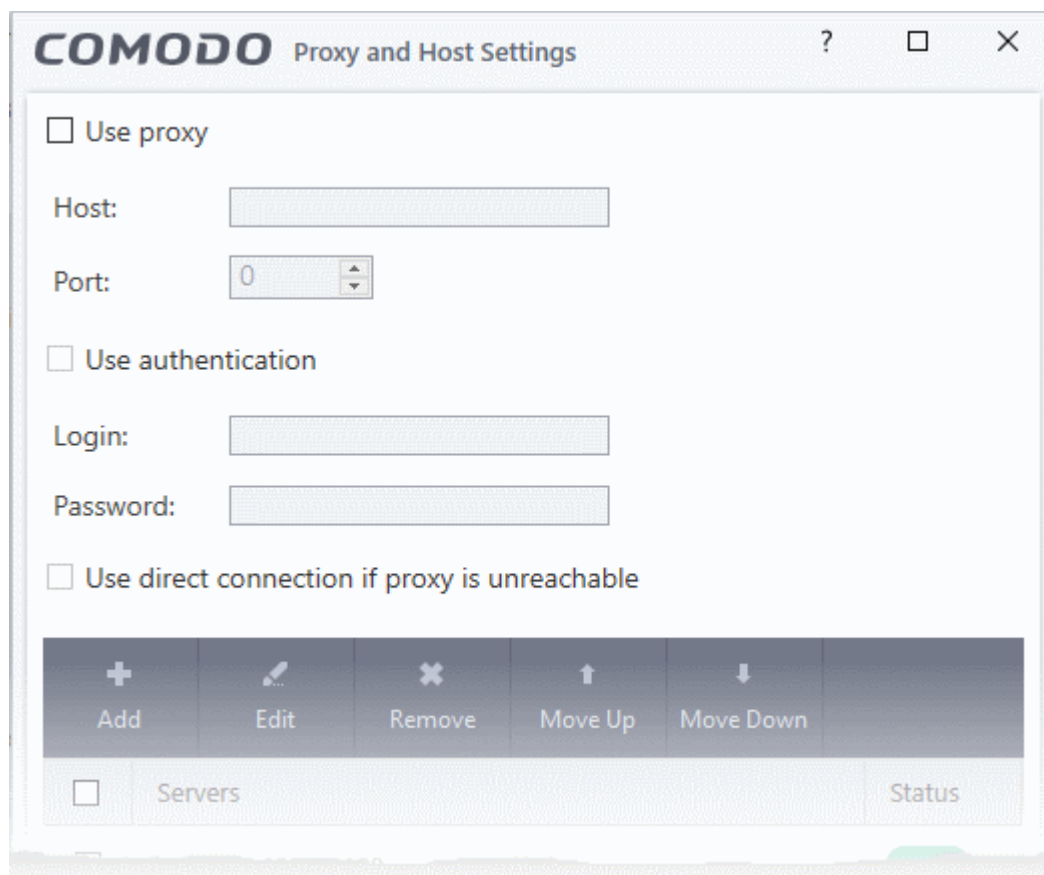 COMODO Proxy and Host Settings ?
Use proxy
Host:
Port: 0
Use authentication
Login:
Password:
Use direct connection if proxy is unreachable
Add Edit Remove Move Up Move Down
Servers Status